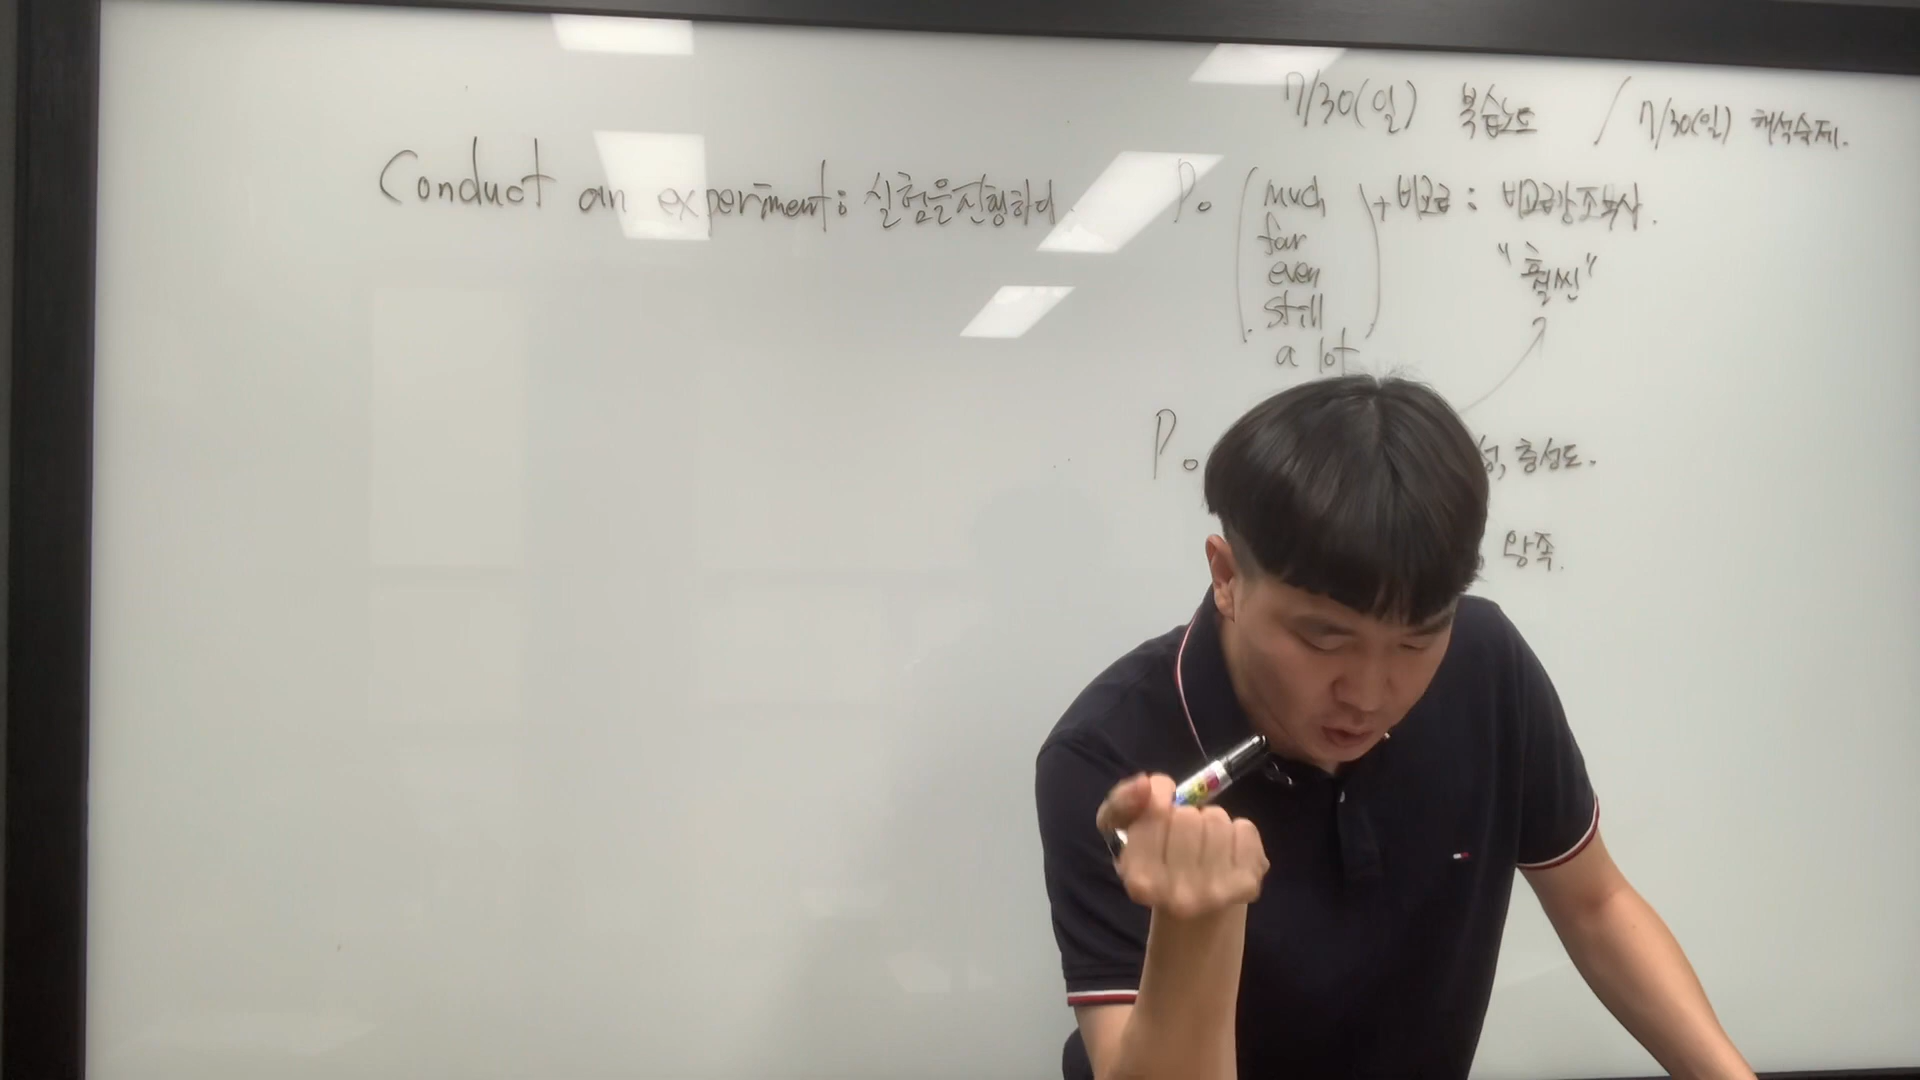 7/30(일) 복습노트 / 7/30(일) 해석숙제.
Conduct an experiment : 실험을 진행하다.
P. ( much ) + 비교급 : 비교급강조부사.
far
even
still
a lot
"훨씬"
P. 성, 충성도.
왕족.